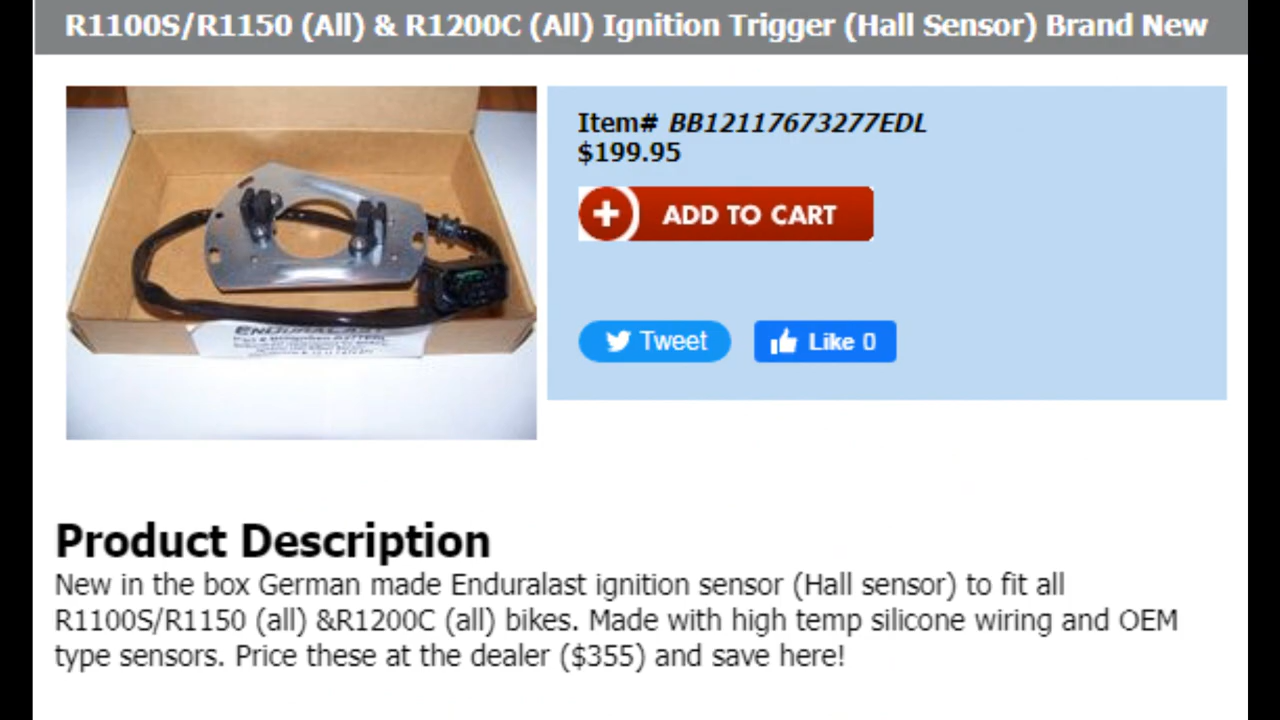 R1100S/R1150 (All) & R1200C (All) Ignition Trigger (Hall Sensor) Brand New
Item# BB12117673277EDL
$199.95
ADD TO CART
Tweet
Like 0
ENDURALAST
Product Description
New in the box German made Enduralast ignition sensor (Hall sensor) to fit all
R1100S/R1150 (all) &R1200C (all) bikes. Made with high temp silicone wiring and OEM
type sensors. Price these at the dealer ($355) and save here!